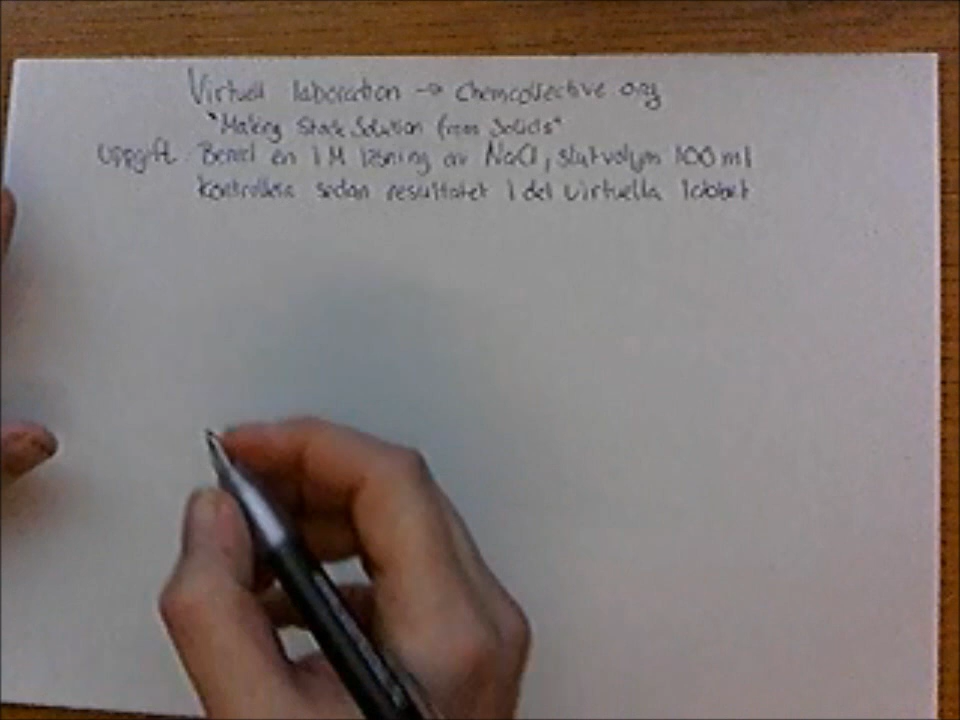 Virtuell laboration → Chemcollective org
"Making Stock Solution from Solids"
Uppgift: Bered en 1 M lösning av NaCl, slutvolym 100 ml
Kontrollera sedan resultatet i det virtuella labbet